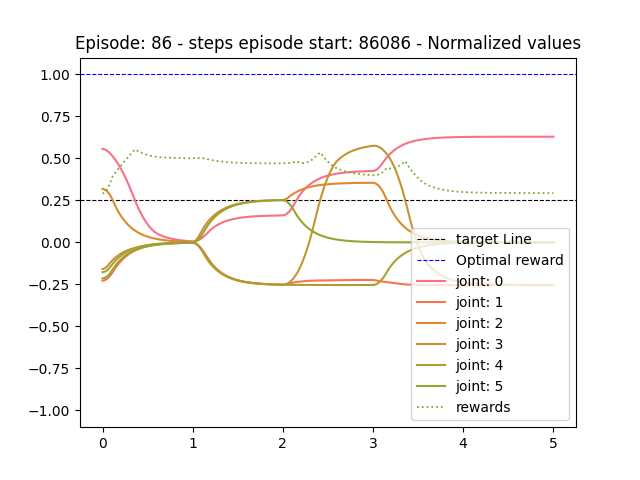 Episode: 86 - steps episode start: 86086 - Normalized values
1.00
0.75
0.50
0.25
0.00
−0.25
−0.50
−0.75
−1.00
0 1 2 3 4 5
target Line
Optimal reward
joint: 0
joint: 1
joint: 2
joint: 3
joint: 4
joint: 5
rewards